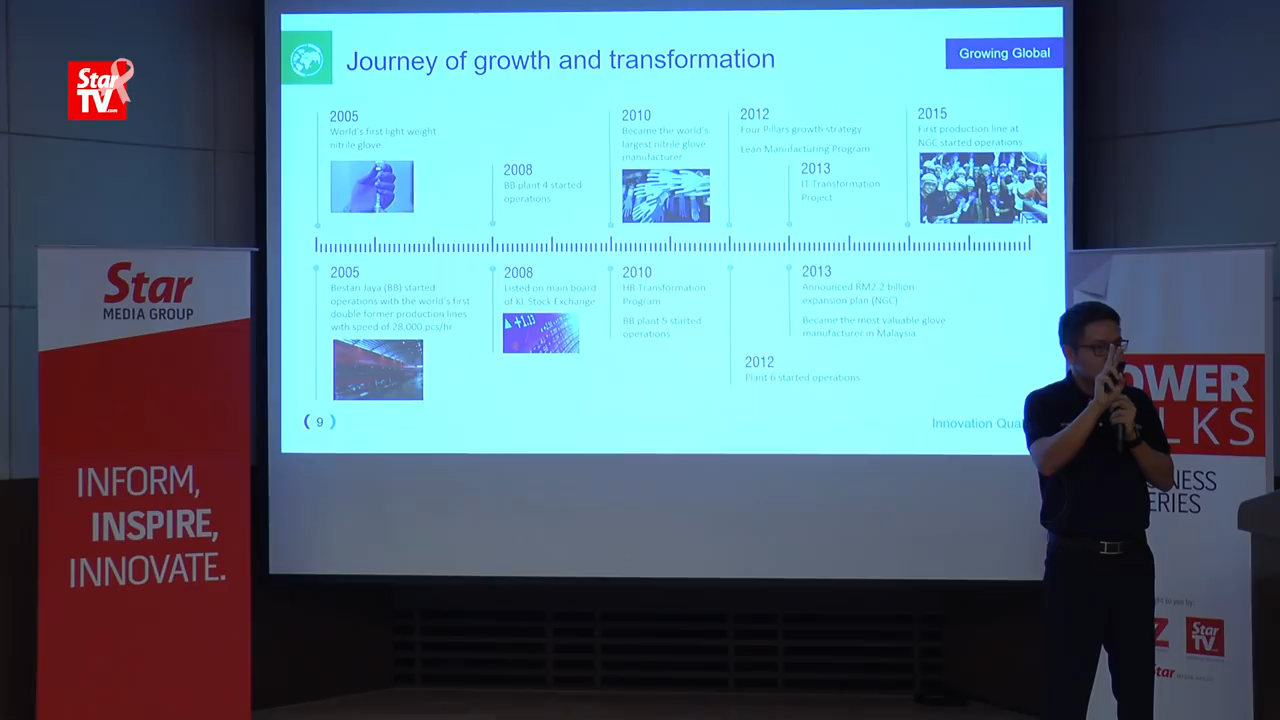 Star
TV.com
Journey of growth and transformation
Growing Global
2005
World's first light weight
nitrile glove
2008
BB plant 4 started
operations
2010
Became the world's
largest nitrile glove
manufacturer
2012
Four Pillars growth strategy
Lean Manufacturing Program
2013
IT Transformation
Project
2015
First production line at
NGC started operations
2005
Bestari Jaya (BB) started
operations with the world's first
double former production lines
with speed of 28,000 pcs/hr
2008
Listed on main board
of KL Stock Exchange
2010
HR Transformation
Program
BB plant 5 started
operations
2012
Plant 6 started operations
2013
Announced RM2.2 billion
expansion plan (NGC)
Became the most valuable glove
manufacturer in Malaysia
9
Innovation
Star
MEDIA GROUP
INFORM,
INSPIRE,
INNOVATE.
OWER
LKS
NESS
ERIES
to you by:
Z
Star
TV
Star